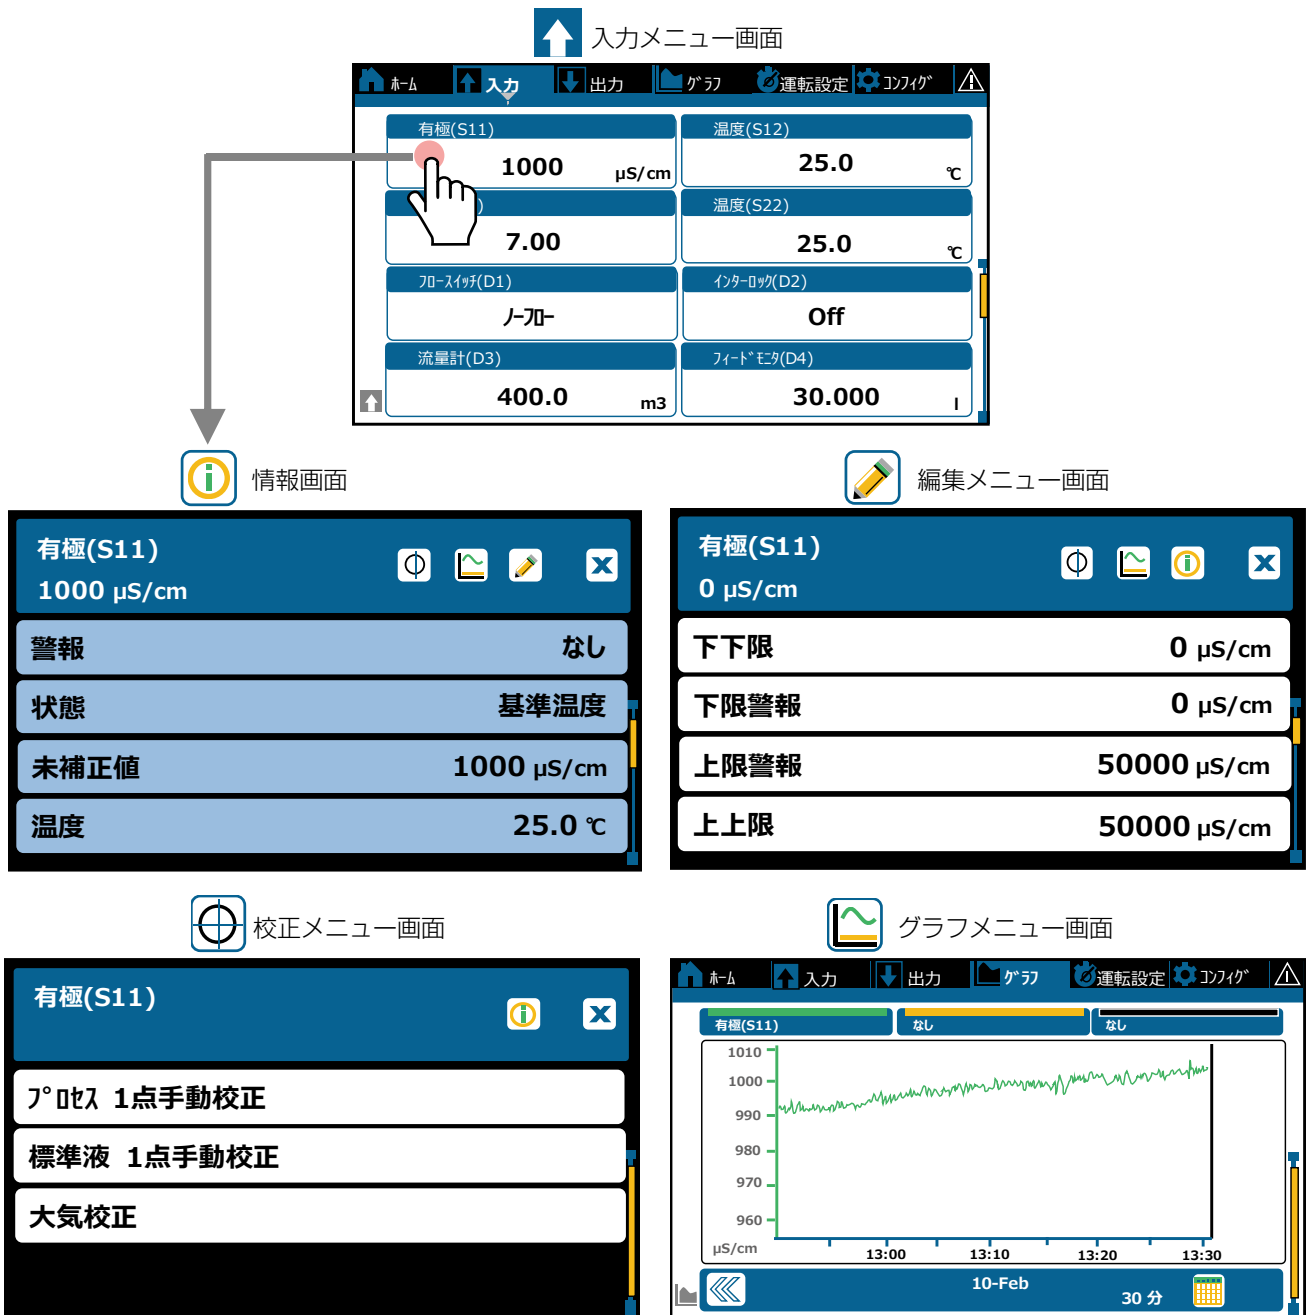 入力メニュー画面
ﾎｰﾑ 入力 出力 ｸﾞﾗﾌ 運転設定 ｺﾝﾌｨｸﾞ
有極(S11) 温度(S12)
1000 µS/cm 25.0 ℃
) 温度(S22)
7.00 25.0 ℃
ﾌﾛｰｽｲｯﾁ(D1) ｲﾝﾀｰﾛｯｸ(D2)
ﾉｰﾌﾛｰ Off
流量計(D3) ﾌｨｰﾄﾞﾓﾆﾀ(D4)
400.0 m3 30.000 l
情報画面
有極(S11)
1000 µS/cm
警報 なし
状態 基準温度
未補正値 1000 µS/cm
温度 25.0 ℃
編集メニュー画面
有極(S11)
0 µS/cm
下下限 0 µS/cm
下限警報 0 µS/cm
上限警報 50000 µS/cm
上上限 50000 µS/cm
校正メニュー画面
有極(S11)
ﾌﾟﾛｾｽ 1点手動校正
標準液 1点手動校正
大気校正
グラフメニュー画面
ﾎｰﾑ 入力 出力 ｸﾞﾗﾌ 運転設定 ｺﾝﾌｨｸﾞ
有極(S11) なし なし
1010
1000
990
980
970
960
µS/cm
13:00 13:10 13:20 13:30
10-Feb
30 分